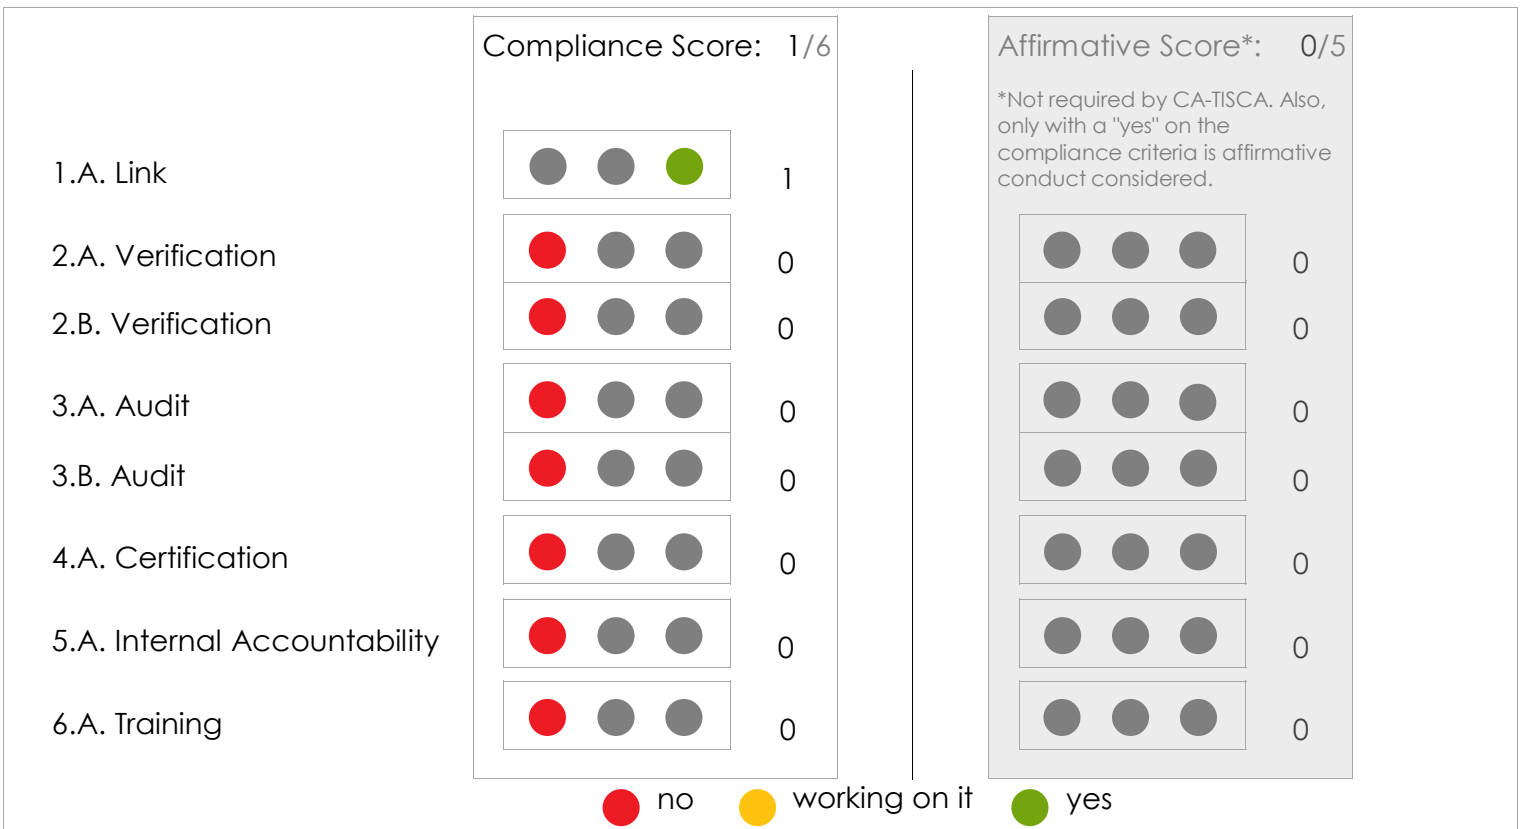 Compliance Score: 1/6
Affirmative Score*: 0/5
*Not required by CA-TISCA. Also,
only with a "yes" on the
compliance criteria is affirmative
conduct considered.
1.A. Link 1
2.A. Verification 0 0
2.B. Verification 0 0
3.A. Audit 0 0
3.B. Audit 0 0
4.A. Certification 0 0
5.A. Internal Accountability 0 0
6.A. Training 0 0
no working on it yes